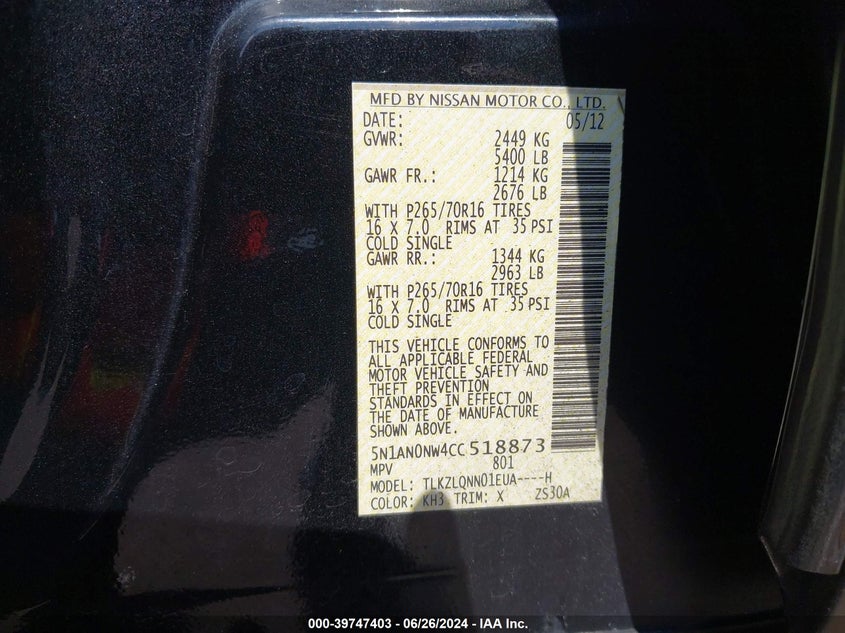 MFD BY NISSAN MOTOR CO., LTD.
DATE: 05/12
GVWR: 2449 KG
5400 LB
GAWR FR.: 1214 KG
2676 LB
WITH P265/70R16 TIRES
16 X 7.0 RIMS AT 35 PSI
COLD SINGLE
GAWR RR.: 1344 KG
2963 LB
WITH P265/70R16 TIRES
16 X 7.0 RIMS AT 35 PSI
COLD SINGLE
THIS VEHICLE CONFORMS TO
ALL APPLICABLE FEDERAL
MOTOR VEHICLE SAFETY AND
THEFT PREVENTION
STANDARDS IN EFFECT ON
THE DATE OF MANUFACTURE
SHOWN ABOVE.
5N1AN0NW4CC518873
MPV 801
MODEL: TLKZLQNN01EUA----H
COLOR: KH3 TRIM: X ZS30A
000-39747403 - 06/26/2024 - IAA Inc.